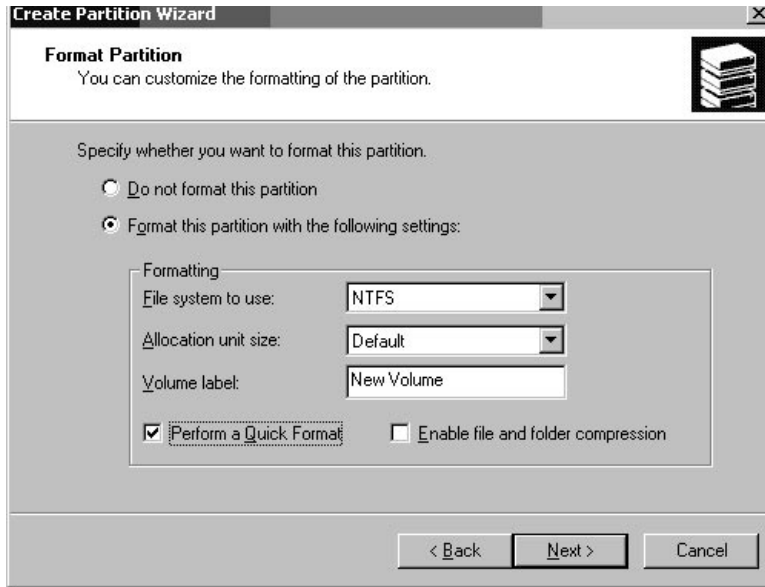 Create Partition Wizard
Format Partition
You can customize the formatting of the partition.
Specify whether you want to format this partition.
Do not format this partition
Format this partition with the following settings:
Formatting
File system to use: NTFS
Allocation unit size: Default
Volume label: New Volume
Perform a Quick Format Enable file and folder compression
< Back Next > Cancel